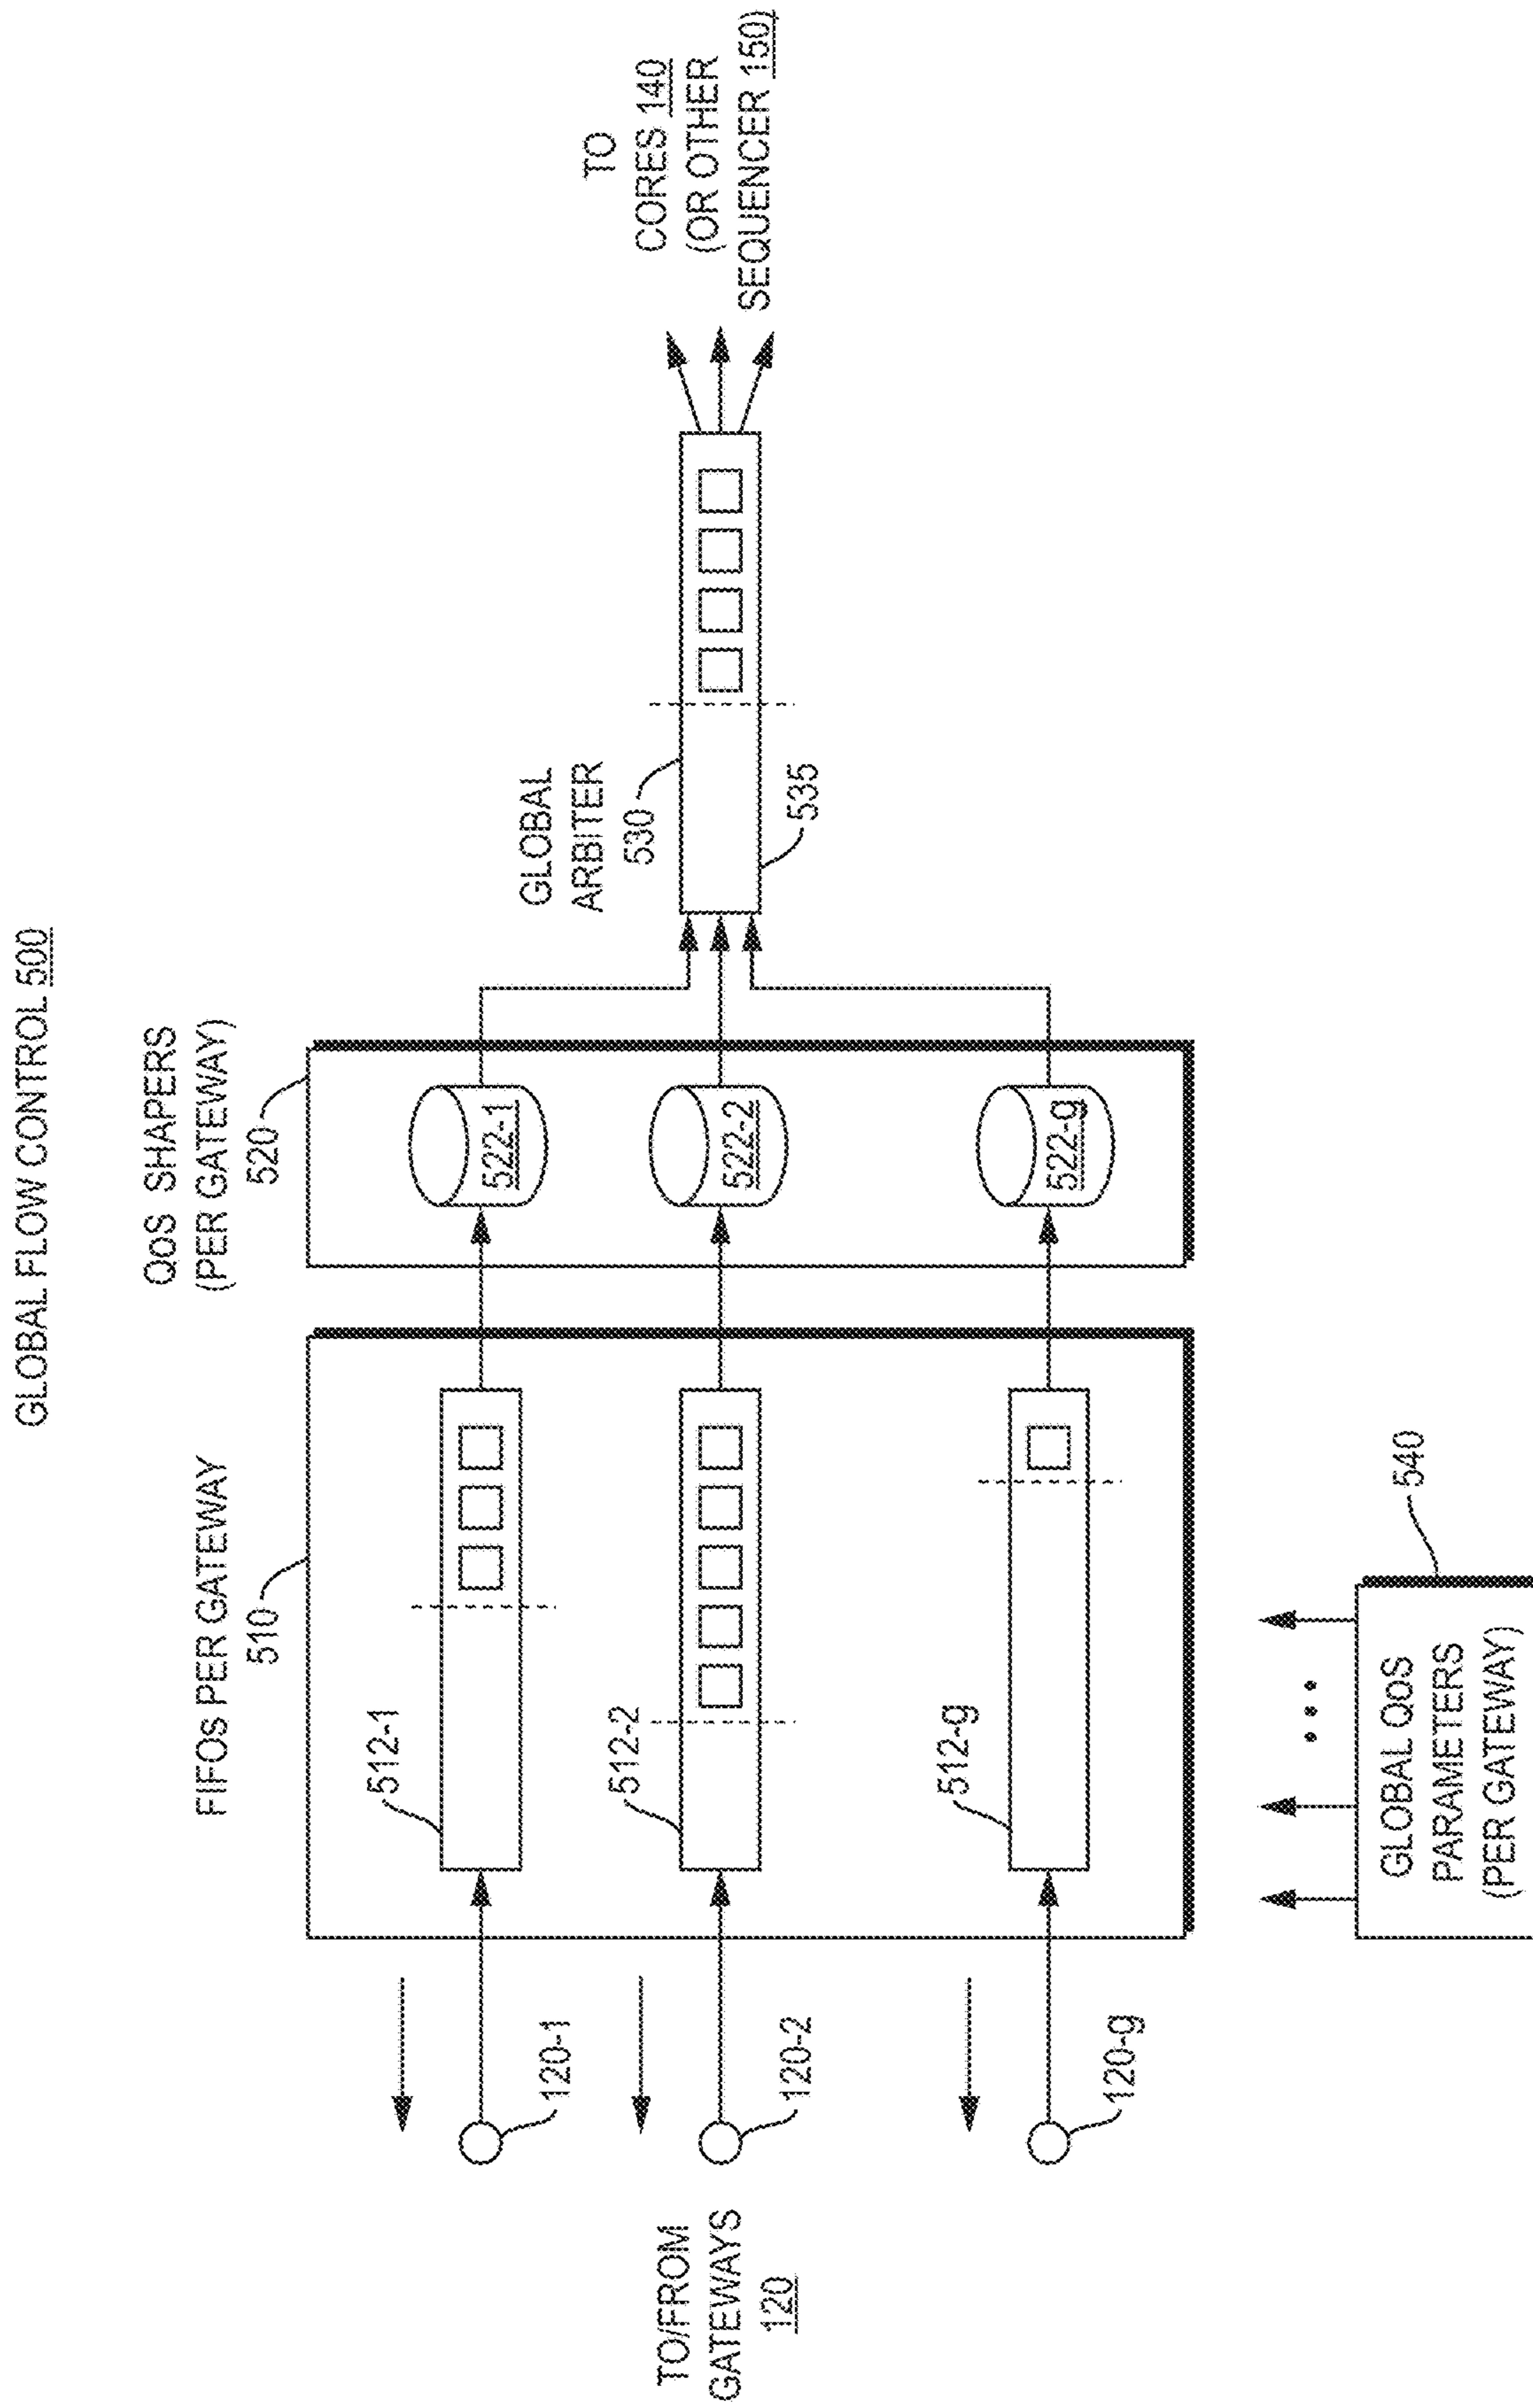 GLOBAL FLOW CONTROL 500
FIFOS PER GATEWAY
510
QoS SHAPERS
(PER GATEWAY)
520
GLOBAL
ARBITER
530
535
TO
CORES 140
(OR OTHER
SEQUENCER 150)
512-1
512-2
512-g
522-1
522-2
522-g
TO/FROM
GATEWAYS
120
120-1
120-2
120-g
540
GLOBAL QoS
PARAMETERS
(PER GATEWAY)